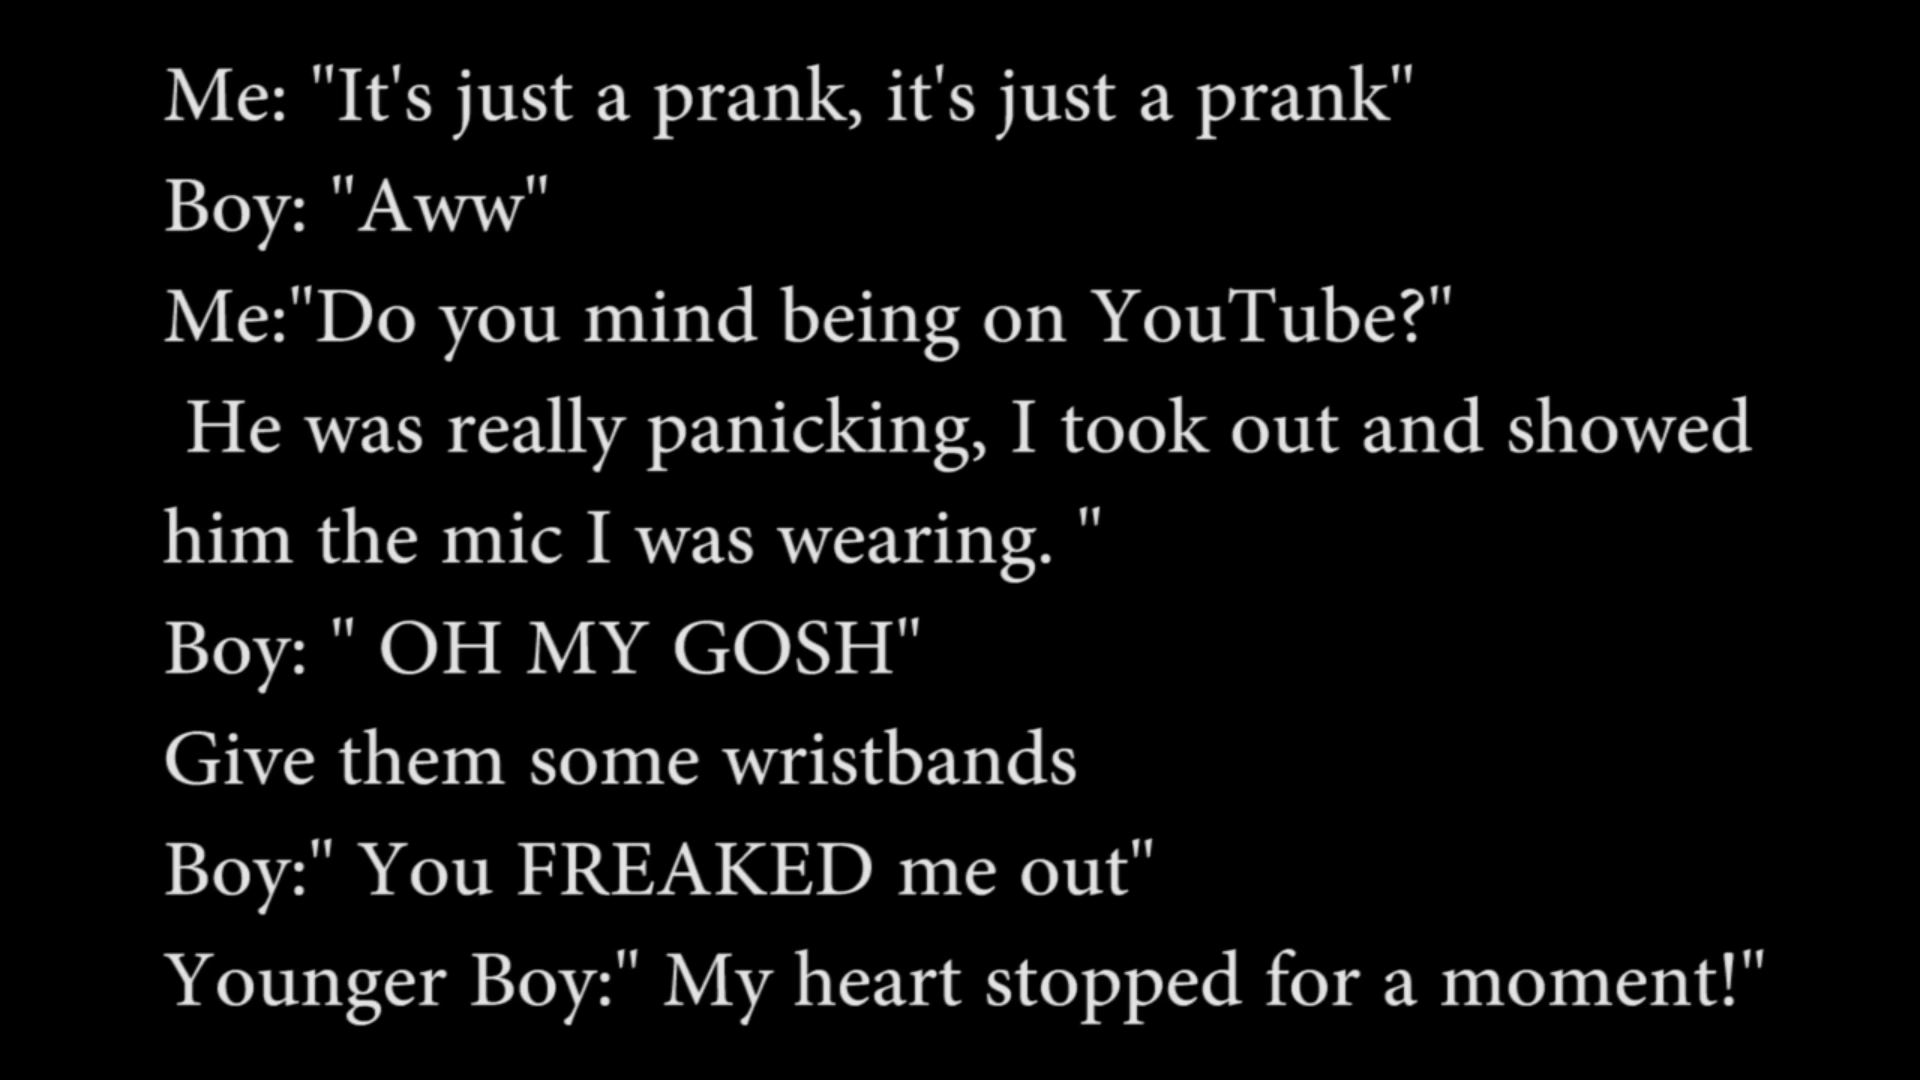 Me: "It's just a prank, it's just a prank"
Boy: "Aww"
Me:"Do you mind being on YouTube?"
He was really panicking, I took out and showed
him the mic I was wearing. "
Boy: " OH MY GOSH"
Give them some wristbands
Boy:" You FREAKED me out"
Younger Boy:" My heart stopped for a moment!"